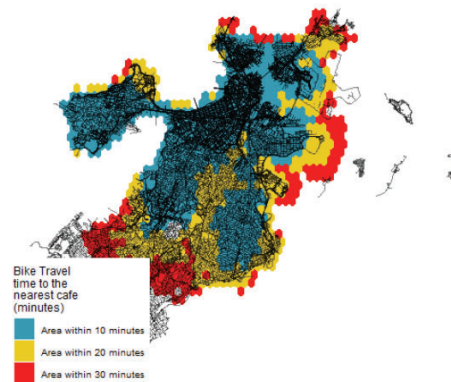 Bike Travel
time to the
nearest cafe
(minutes)
Area within 10 minutes
Area within 20 minutes
Area within 30 minutes